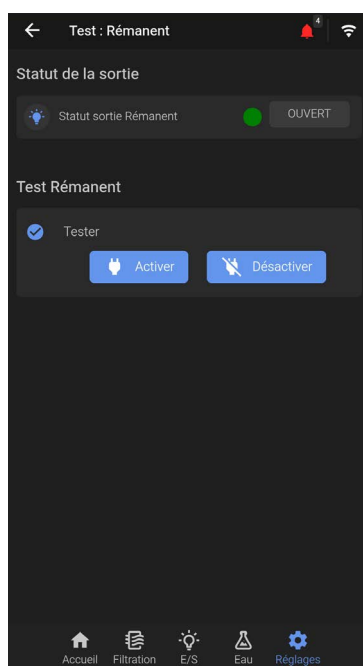 Test : Rémanent
4
Statut de la sortie
Statut sortie Rémanent
OUVERT
Test Rémanent
Tester
Activer
Désactiver
Accueil
Filtration
E/S
Eau
Réglages